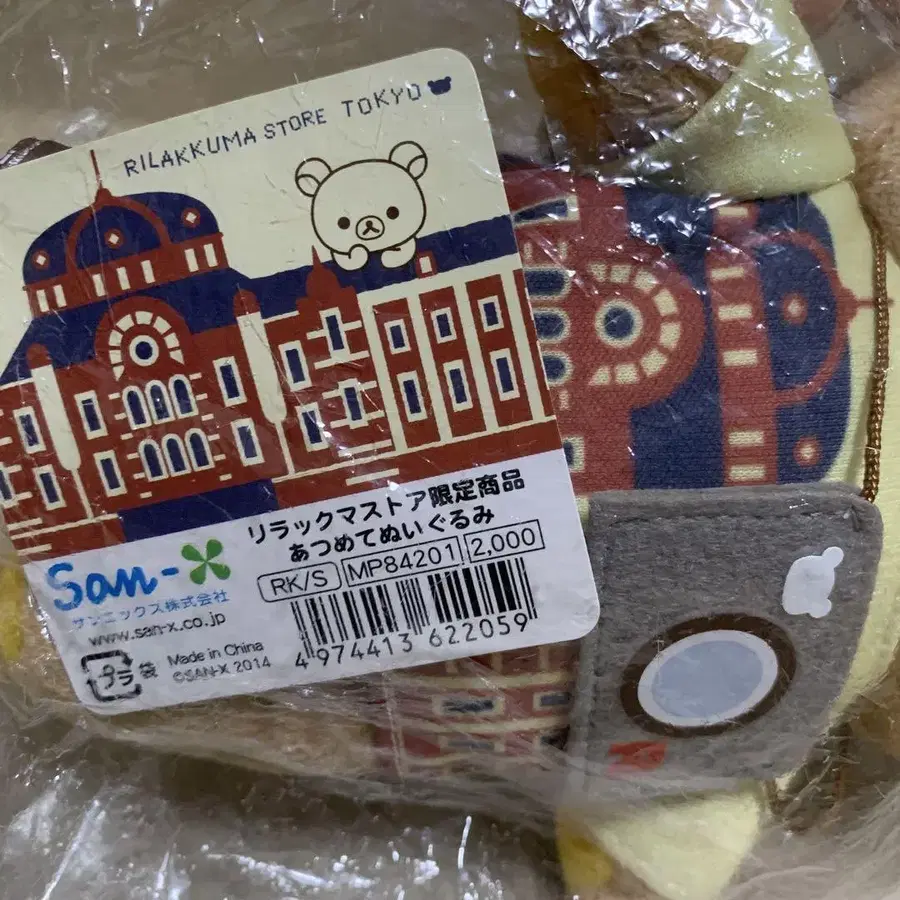 RILAKKUMA STORE TOKYO
リラックマストア限定商品
あつめてぬいぐるみ
RK/S MP84201 2,000
San-X
サンエックス株式会社
www.san-x.co.jp
プラ 袋
Made in China
©SAN-X 2014
4 974413 622059